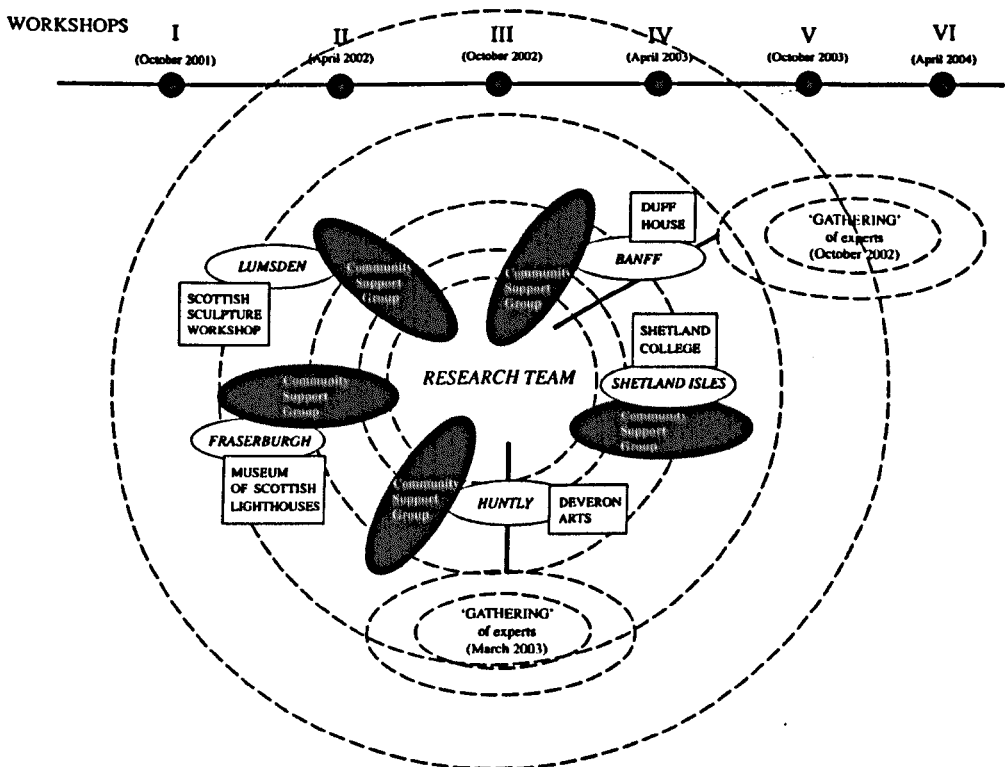 WORKSHOPS
I
(October 2001)
II
(April 2002)
III
(October 2002)
IV
(April 2003)
V
(October 2003)
VI
(April 2004)
DUFF
HOUSE
BANFF
'GATHERING'
of experts
(October 2002)
LUMSDEN
Community
Support
Group
Community
Support
Group
SCOTTISH
SCULPTURE
WORKSHOP
SHETLAND
COLLEGE
RESEARCH TEAM
SHETLAND ISLES
Community
Support
Group
Community
Support
Group
FRASERBURGH
MUSEUM
OF SCOTTISH
LIGHTHOUSES
Community
Support
Group
HUNTLY
DEVERON
ARTS
'GATHERING'
of experts
(March 2003)